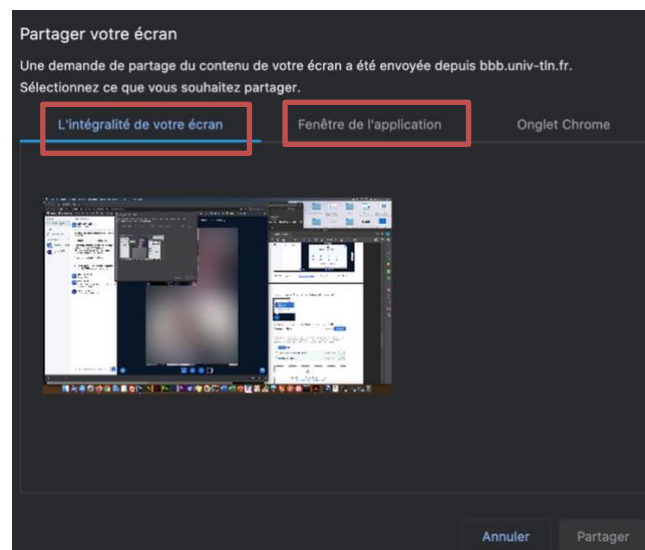 Partager votre écran
Une demande de partage du contenu de votre écran a été envoyée depuis bbb.univ-tln.fr.
Sélectionnez ce que vous souhaitez partager.
L'intégralité de votre écran Fenêtre de l'application Onglet Chrome
Annuler Partager